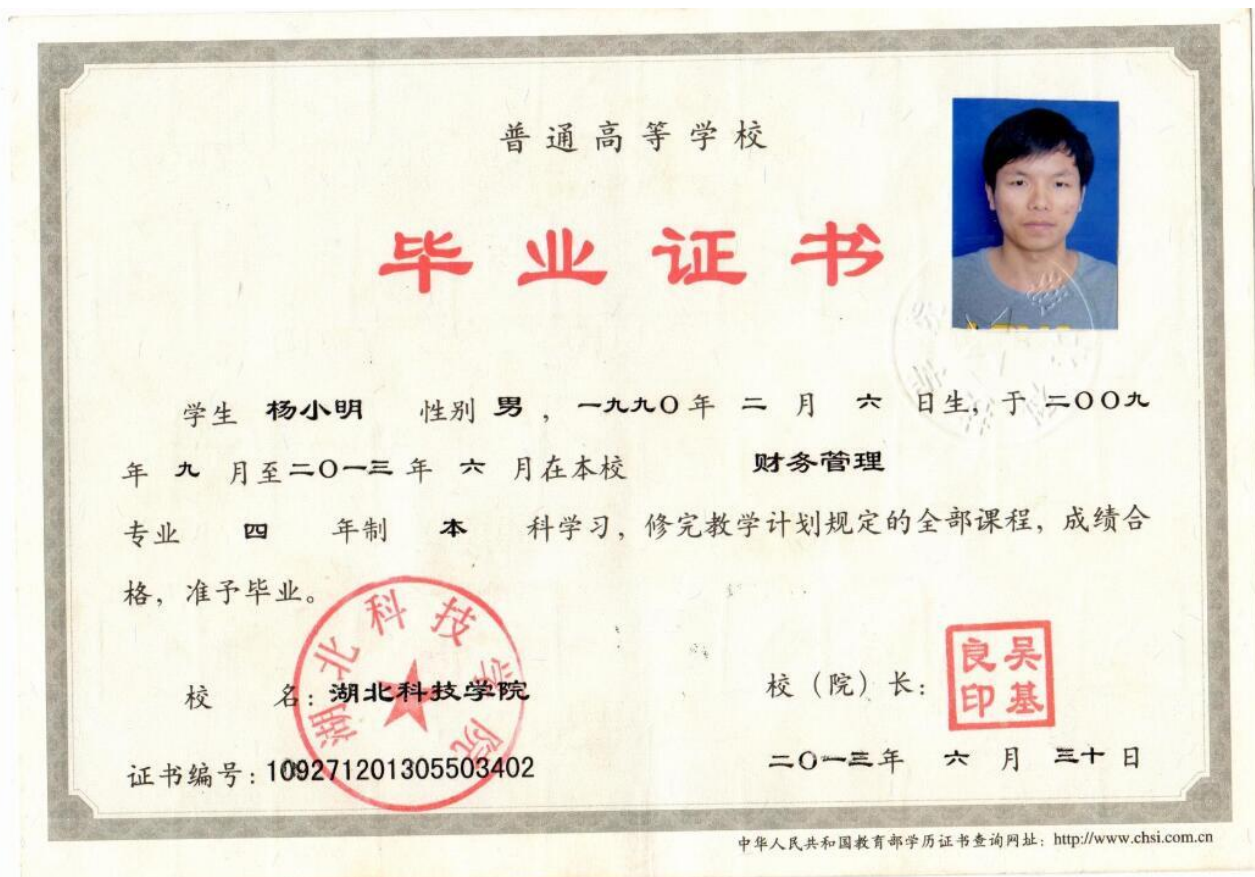 普通高等学校
毕业证书
学生 杨小明 性别 男 ，一九九〇年 二 月 六 日生，于 二〇〇九
年 九 月至二〇一三 年 六 月在本校 财务管理
专业 四 年制 本 科学习，修完教学计划规定的全部课程，成绩合
格，准予毕业。
湖北科技学院
校 名：湖北科技学院
校（院）长：
吴基良印
证书编号：109271201305503402
二〇一三年 六 月 三十 日
中华人民共和国教育部学历证书查询网址：http://www.chsi.com.cn